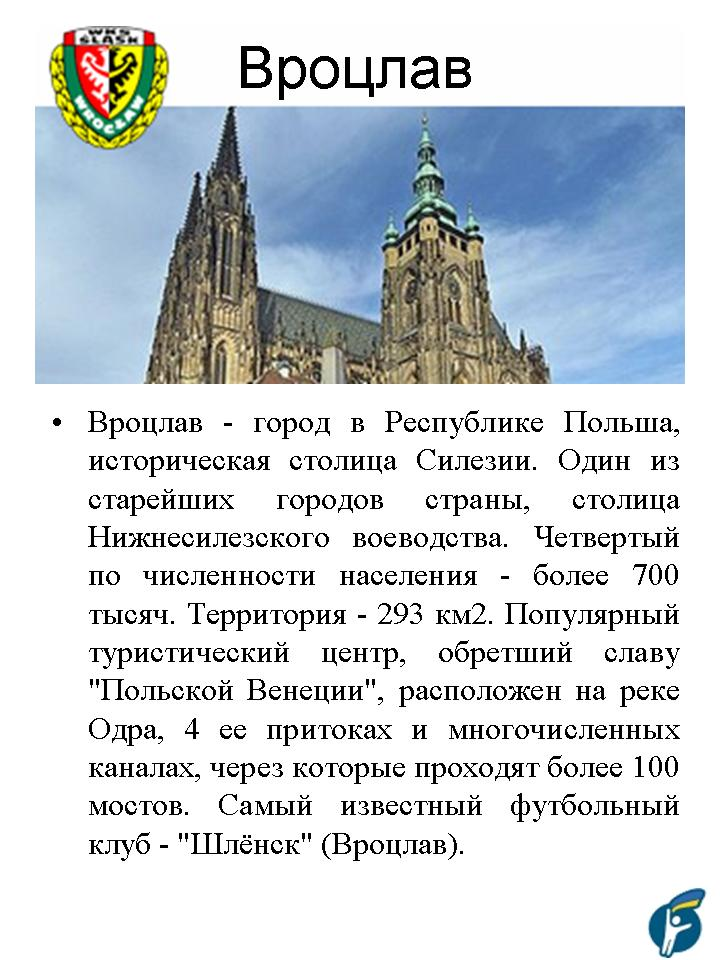 WKS
ŚLĄSK
WROCŁAW
Вроцлав
• Вроцлав - город в Республике Польша,
историческая столица Силезии. Один из
старейших городов страны, столица
Нижнесилезского воеводства. Четвертый
по численности населения - более 700
тысяч. Территория - 293 км2. Популярный
туристический центр, обретший славу
"Польской Венеции", расположен на реке
Одра, 4 ее притоках и многочисленных
каналах, через которые проходят более 100
мостов. Самый известный футбольный
клуб - "Шлёнск" (Вроцлав).